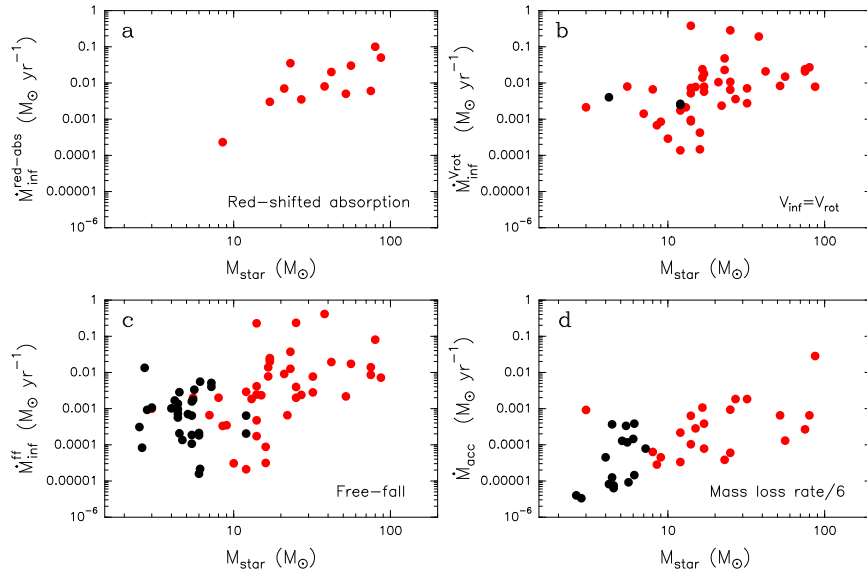 a
1
0.1
0.01
0.001
0.0001
0.00001
10⁻⁶
Ṁ_inf^red-abs (M⊙ yr⁻¹)
Red-shifted absorption
10 100
M_star (M⊙)
b
1
0.1
0.01
0.001
0.0001
0.00001
10⁻⁶
Ṁ_inf^Vrot (M⊙ yr⁻¹)
V_inf=V_rot
10 100
M_star (M⊙)
c
1
0.1
0.01
0.001
0.0001
0.00001
10⁻⁶
Ṁ_inf^ff (M⊙ yr⁻¹)
Free-fall
10 100
M_star (M⊙)
d
1
0.1
0.01
0.001
0.0001
0.00001
10⁻⁶
Ṁ_acc (M⊙ yr⁻¹)
Mass loss rate/6
10 100
M_star (M⊙)